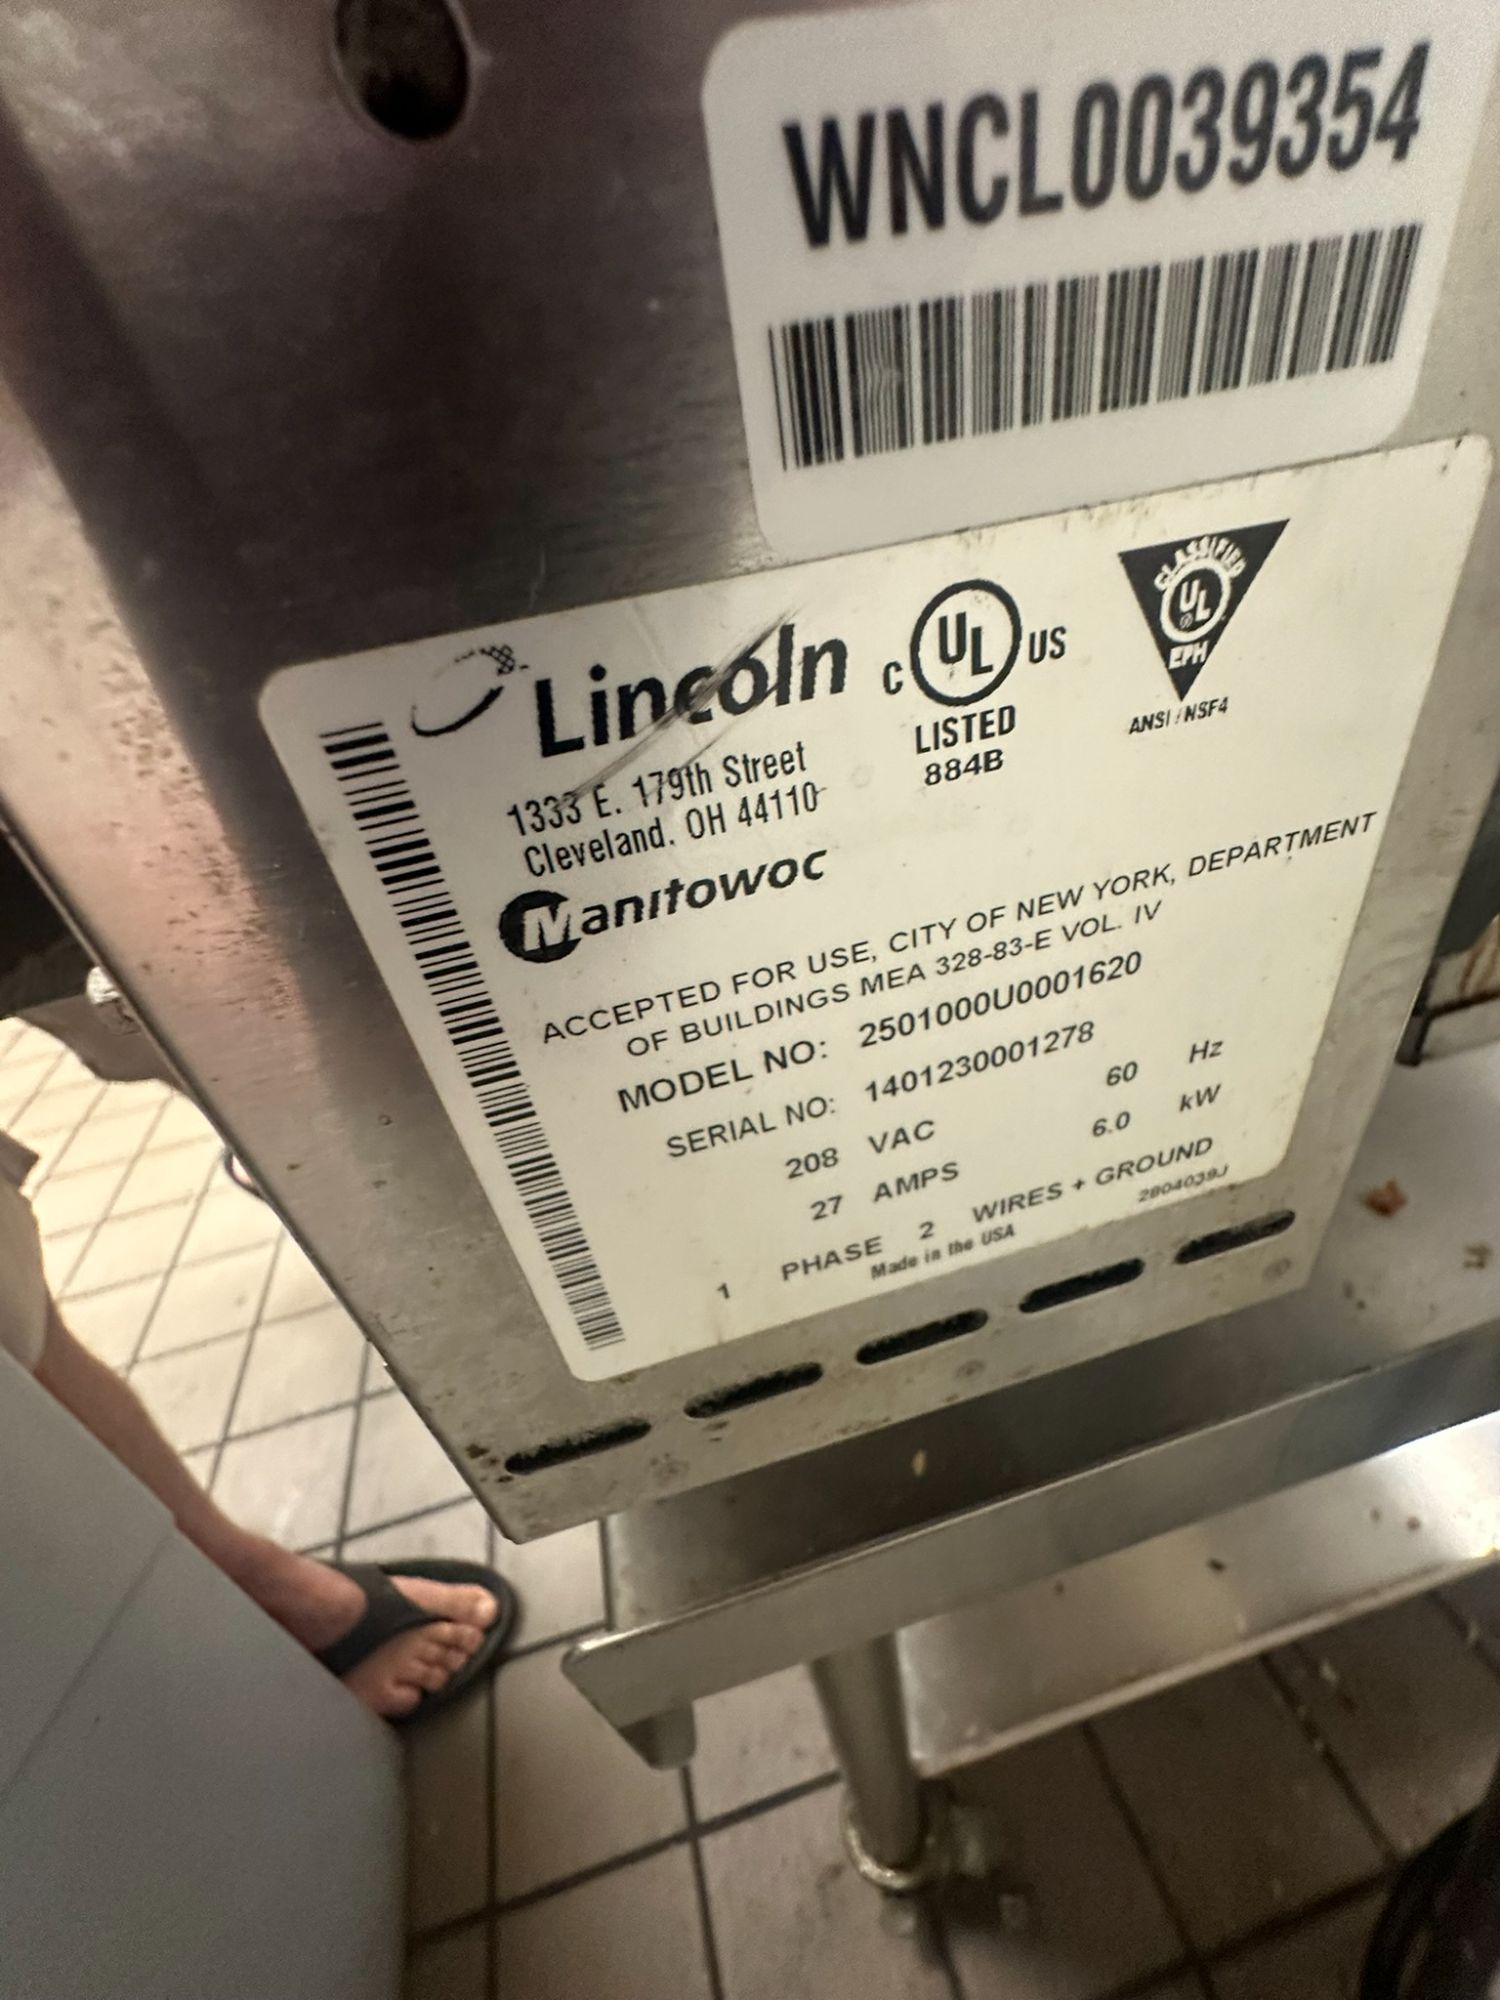 WNCL0039354
Lincoln
1333 E. 179th Street
Cleveland, OH 44110
Manitowoc
C UL US
LISTED
884B
CLASSIFIED
UL
EPH
ANSI / NSF4
ACCEPTED FOR USE, CITY OF NEW YORK, DEPARTMENT
OF BUILDINGS MEA 328-83-E VOL. IV
MODEL NO: 2501000U0001620
SERIAL NO: 1401230001278
208 VAC 60 Hz
27 AMPS 6.0 kW
1 PHASE 2 WIRES + GROUND
Made in the USA 2804039J